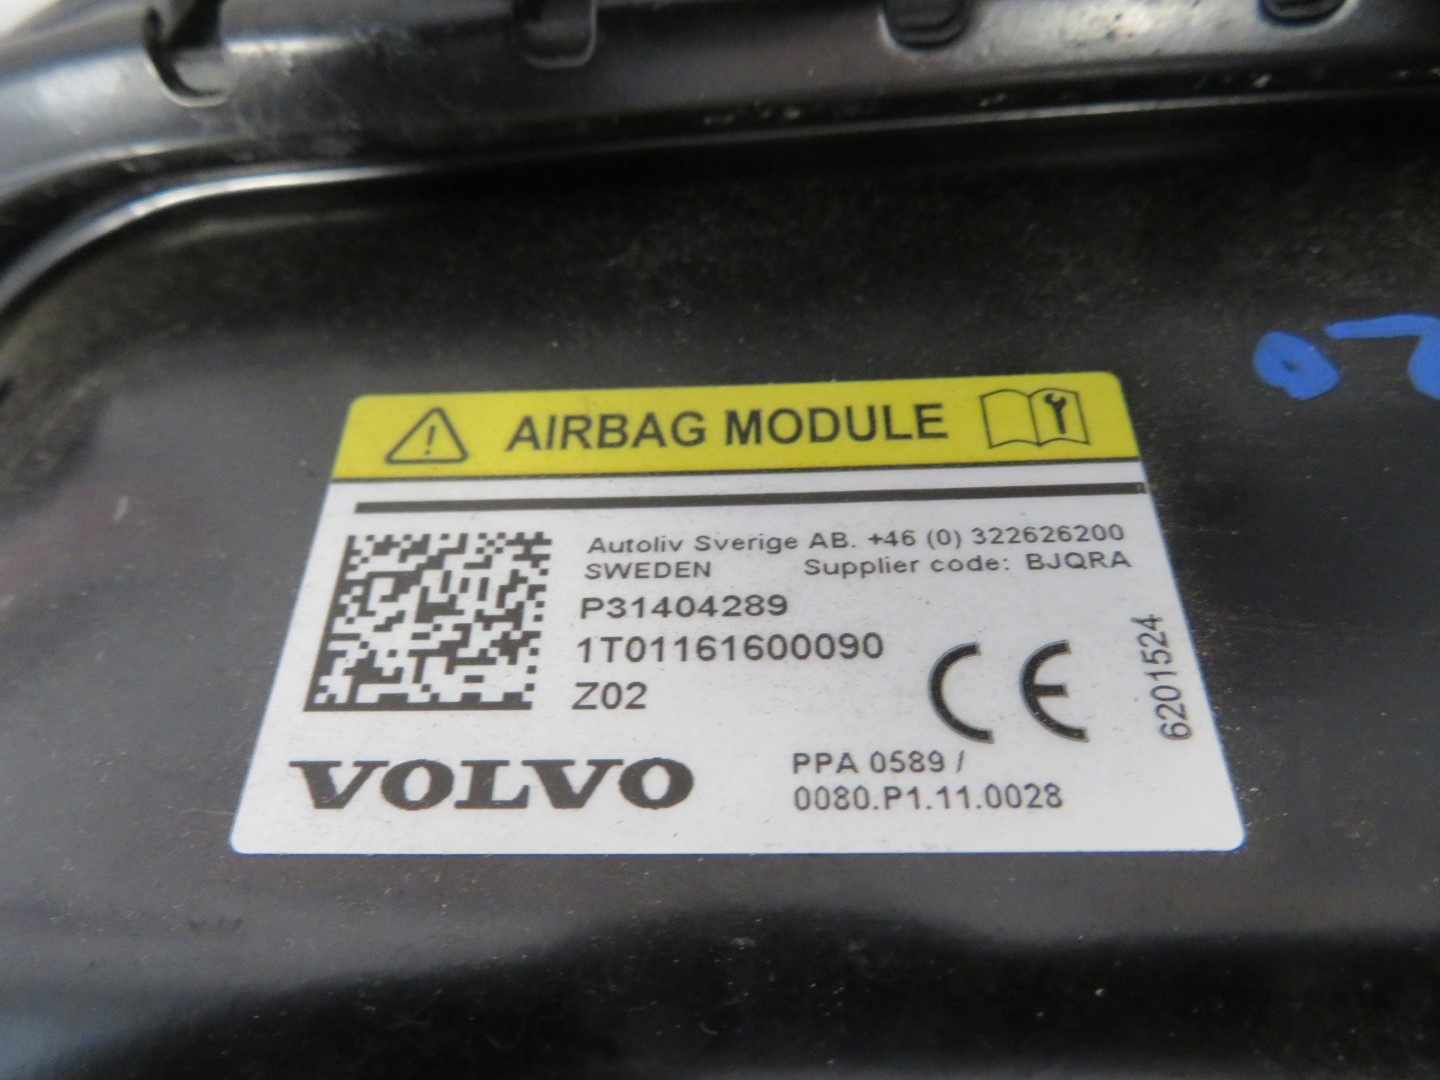 AIRBAG MODULE
Autoliv Sverige AB. +46 (0) 322626200
SWEDEN Supplier code: BJQRA
P31404289
1T01161600090
Z02
CE
6201524
VOLVO
PPA 0589 /
0080.P1.11.0028